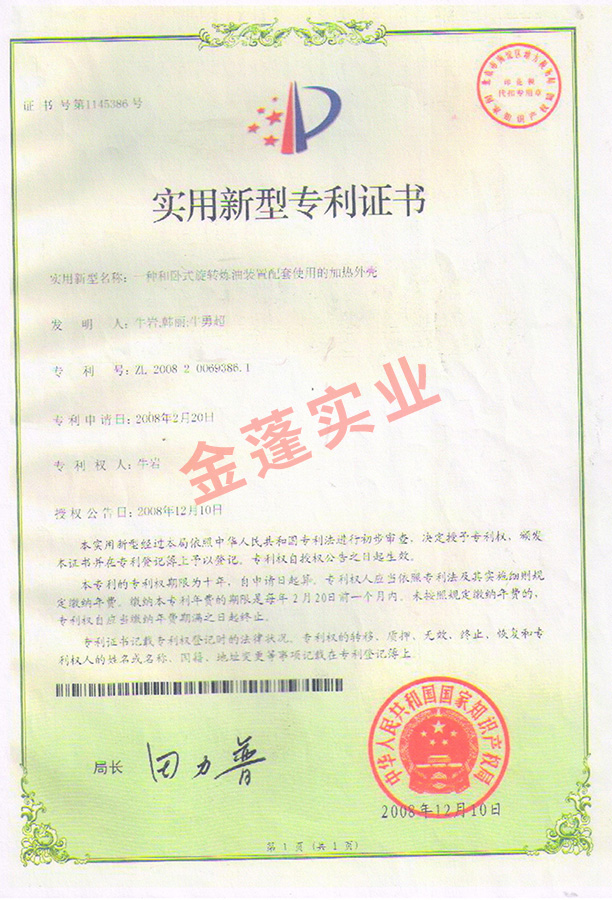 证书号第1145386号
实用新型专利证书
实用新型名称：一种和卧式旋转炼油装置配套使用的加热外壳
发明人：牛岩;韩丽;牛勇超
专利号：ZL 2008 2 0069386.1
专利申请日：2008年2月20日
专利权人：牛岩
授权公告日：2008年12月10日
金蓬实业
本实用新型经过本局依照中华人民共和国专利法进行初步审查，决定授予专利权，颁发
本证书并在专利登记簿上予以登记。专利权自授权公告之日起生效。
本专利的专利权期限为十年，自申请日起算。专利权人应当依照专利法及其实施细则规
定缴纳年费。缴纳本专利年费的期限是每年2月20日前一个月内。未按照规定缴纳年费的，
专利权自应当缴纳年费期满之日起终止。
专利证书记载专利权登记时的法律状况。专利权的转移、质押、无效、终止、恢复和专
利权人的姓名或名称、国籍、地址变更等事项记载在专利登记簿上。
局长
田力普
中华人民共和国国家知识产权局
2008年12月10日
第1页(共1页)